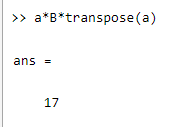 >> a*B*transpose(a)
ans =
17